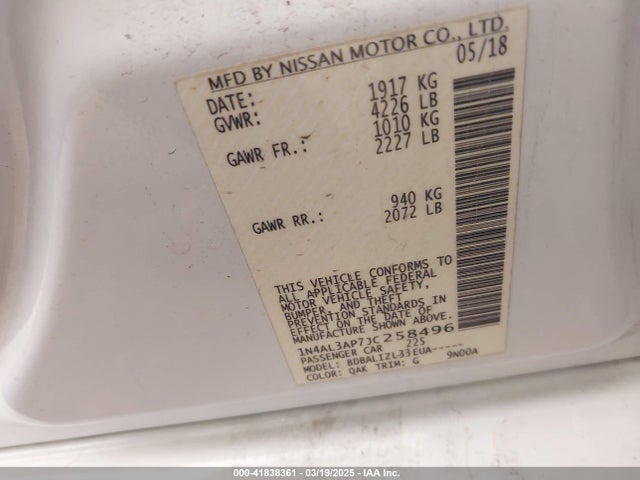 MFD BY NISSAN MOTOR CO., LTD.
DATE: 05/18
GVWR: 1917 KG
4226 LB
GAWR FR.: 1010 KG
2227 LB
GAWR RR.: 940 KG
2072 LB
THIS VEHICLE CONFORMS TO
ALL APPLICABLE FEDERAL
MOTOR VEHICLE SAFETY,
BUMPER, AND THEFT
PREVENTION STANDARDS IN
EFFECT ON THE DATE OF
MANUFACTURE SHOWN ABOVE.
1N4AL3AP7JC258496
PASSENGER CAR 225
MODEL: BDBALIZL33EUA-----
COLOR: QAK TRIM: G 9N00A
000-41838361 | 03/19/2025 | IAA Inc.